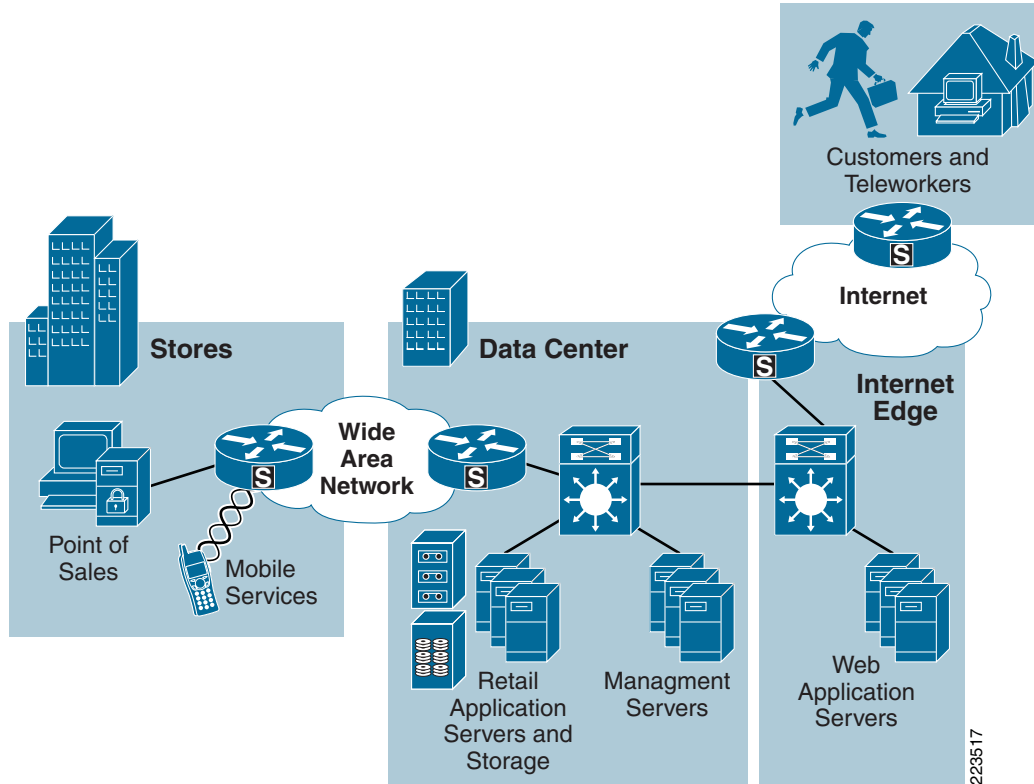 Customers and
Teleworkers
S
Internet
S
Stores
Data Center
Internet
Edge
Wide
Area
Network
S
S
Point of
Sales
Mobile
Services
Retail
Application
Servers and
Storage
Managment
Servers
Web
Application
Servers
223517